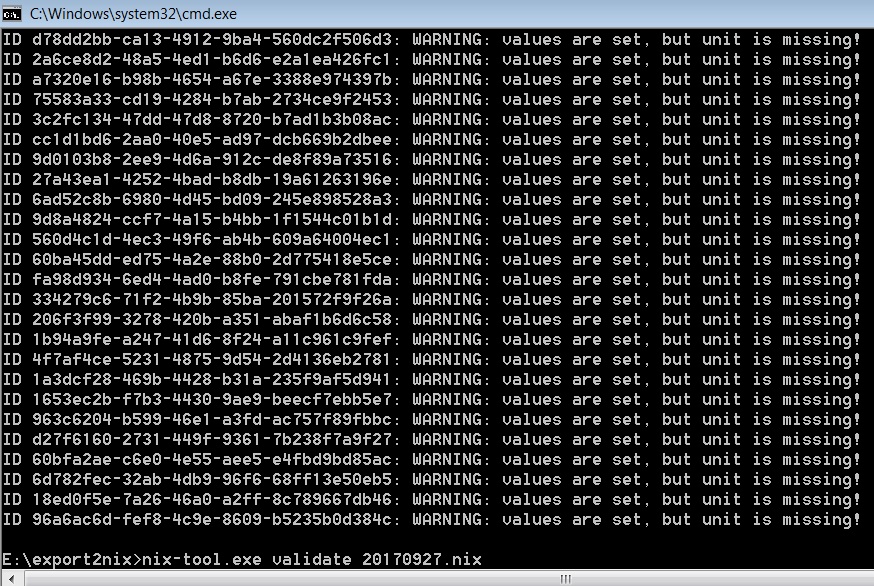 C:\Windows\system32\cmd.exe
ID d78dd2bb-ca13-4912-9ba4-560dc2f506d3: WARNING: values are set, but unit is missing!
ID 2a6ce8d2-48a5-4ed1-b6d6-e2a1ea426fc1: WARNING: values are set, but unit is missing!
ID a7320e16-b98b-4654-a67e-3388e974397b: WARNING: values are set, but unit is missing!
ID 75583a33-cd19-4284-b7ab-2734ce9f2453: WARNING: values are set, but unit is missing!
ID 3c2fc134-47dd-47d8-8720-b7ad1b3b08ac: WARNING: values are set, but unit is missing!
ID cc1d1bd6-2aa0-40e5-ad97-dcb669b2dbee: WARNING: values are set, but unit is missing!
ID 9d0103b8-2ee9-4d6a-912c-de8f89a73516: WARNING: values are set, but unit is missing!
ID 27a43ea1-4252-4bad-b8db-19a61263196e: WARNING: values are set, but unit is missing!
ID 6ad52c8b-6980-4d45-bd09-245e898528a3: WARNING: values are set, but unit is missing!
ID 9d8a4824-ccf7-4a15-b4bb-1f1544c01b1d: WARNING: values are set, but unit is missing!
ID 560d4c1d-4ec3-49f6-ab4b-609a64004ec1: WARNING: values are set, but unit is missing!
ID 60ba45dd-ed75-4a2e-88b0-2d775418e5ce: WARNING: values are set, but unit is missing!
ID fa98d934-6ed4-4ad0-b8fe-791cbe781fda: WARNING: values are set, but unit is missing!
ID 334279c6-71f2-4b9b-85ba-201572f9f26a: WARNING: values are set, but unit is missing!
ID 206f3f99-3278-420b-a351-abaf1b6d6c58: WARNING: values are set, but unit is missing!
ID 1b94a9fe-a247-41d6-8f24-a11c961c9fef: WARNING: values are set, but unit is missing!
ID 4f7af4ce-5231-4875-9d54-2d4136eb2781: WARNING: values are set, but unit is missing!
ID 1a3dcf28-469b-4428-b31a-235f9af5d941: WARNING: values are set, but unit is missing!
ID 1653ec2b-f7b3-4430-9ae9-beecf7ebb5e7: WARNING: values are set, but unit is missing!
ID 963c6204-b599-46e1-a3fd-ac757f89fbbc: WARNING: values are set, but unit is missing!
ID d27f6160-2731-449f-9361-7b238f7a9f27: WARNING: values are set, but unit is missing!
ID 60bfa2ae-c6e0-4e55-aee5-e4fbd9bd85ac: WARNING: values are set, but unit is missing!
ID 6d782fec-32ab-4db9-96f6-68ff13e50eb5: WARNING: values are set, but unit is missing!
ID 18ed0f5e-7a26-46a0-a2ff-8c789667db46: WARNING: values are set, but unit is missing!
ID 96a6ac6d-fef8-4c9e-8609-b5235b0d384c: WARNING: values are set, but unit is missing!
E:\export2nix>nix-tool.exe validate 20170927.nix